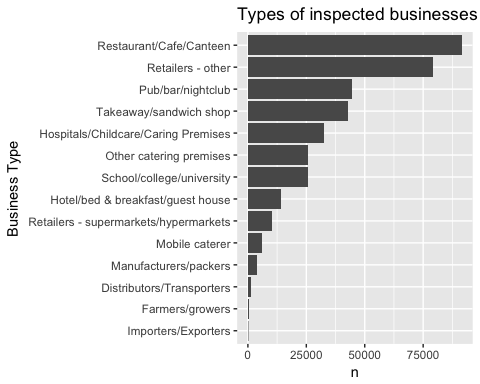 Types of inspected businesses
Business Type
Restaurant/Cafe/Canteen
Retailers - other
Pub/bar/nightclub
Takeaway/sandwich shop
Hospitals/Childcare/Caring Premises
Other catering premises
School/college/university
Hotel/bed & breakfast/guest house
Retailers - supermarkets/hypermarkets
Mobile caterer
Manufacturers/packers
Distributors/Transporters
Farmers/growers
Importers/Exporters
0 25000 50000 75000
n